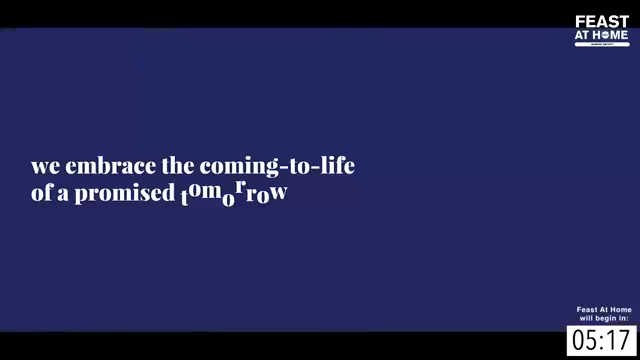 FEAST
AT HOME
we embrace the coming-to-life
of a promised tomorrow
Feast At Home
will begin in:
05:17